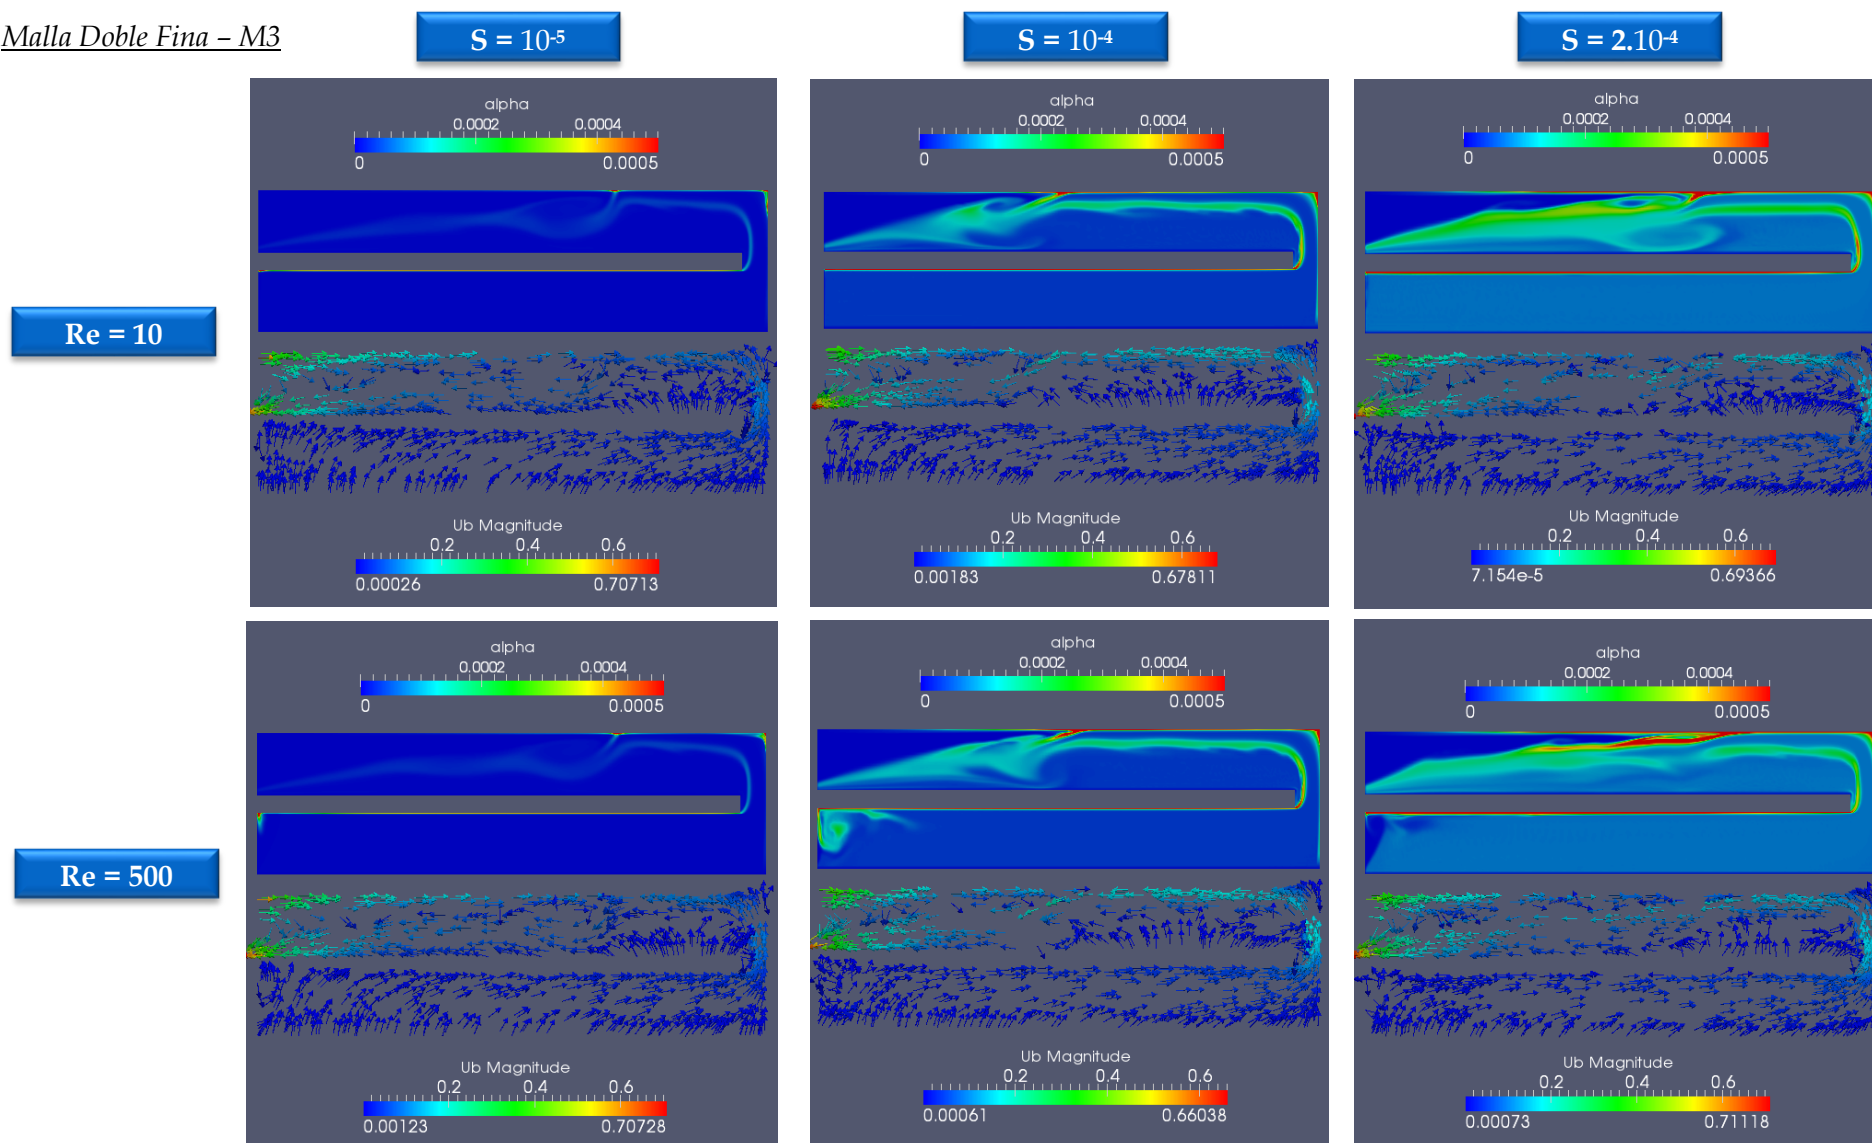 Malla Doble Fina – M3
S = 10⁻⁵
S = 10⁻⁴
S = 2.10⁻⁴
Re = 10
alpha
0.0002 0.0004
0 0.0005
Ub Magnitude
0.2 0.4 0.6
0.00026 0.70713
alpha
0.0002 0.0004
0 0.0005
Ub Magnitude
0.2 0.4 0.6
0.00183 0.67811
alpha
0.0002 0.0004
0 0.0005
Ub Magnitude
0.2 0.4 0.6
7.154e-5 0.69366
Re = 500
alpha
0.0002 0.0004
0 0.0005
Ub Magnitude
0.2 0.4 0.6
0.00123 0.70728
alpha
0.0002 0.0004
0 0.0005
Ub Magnitude
0.2 0.4 0.6
0.00061 0.66038
alpha
0.0002 0.0004
0 0.0005
Ub Magnitude
0.2 0.4 0.6
0.00073 0.71118